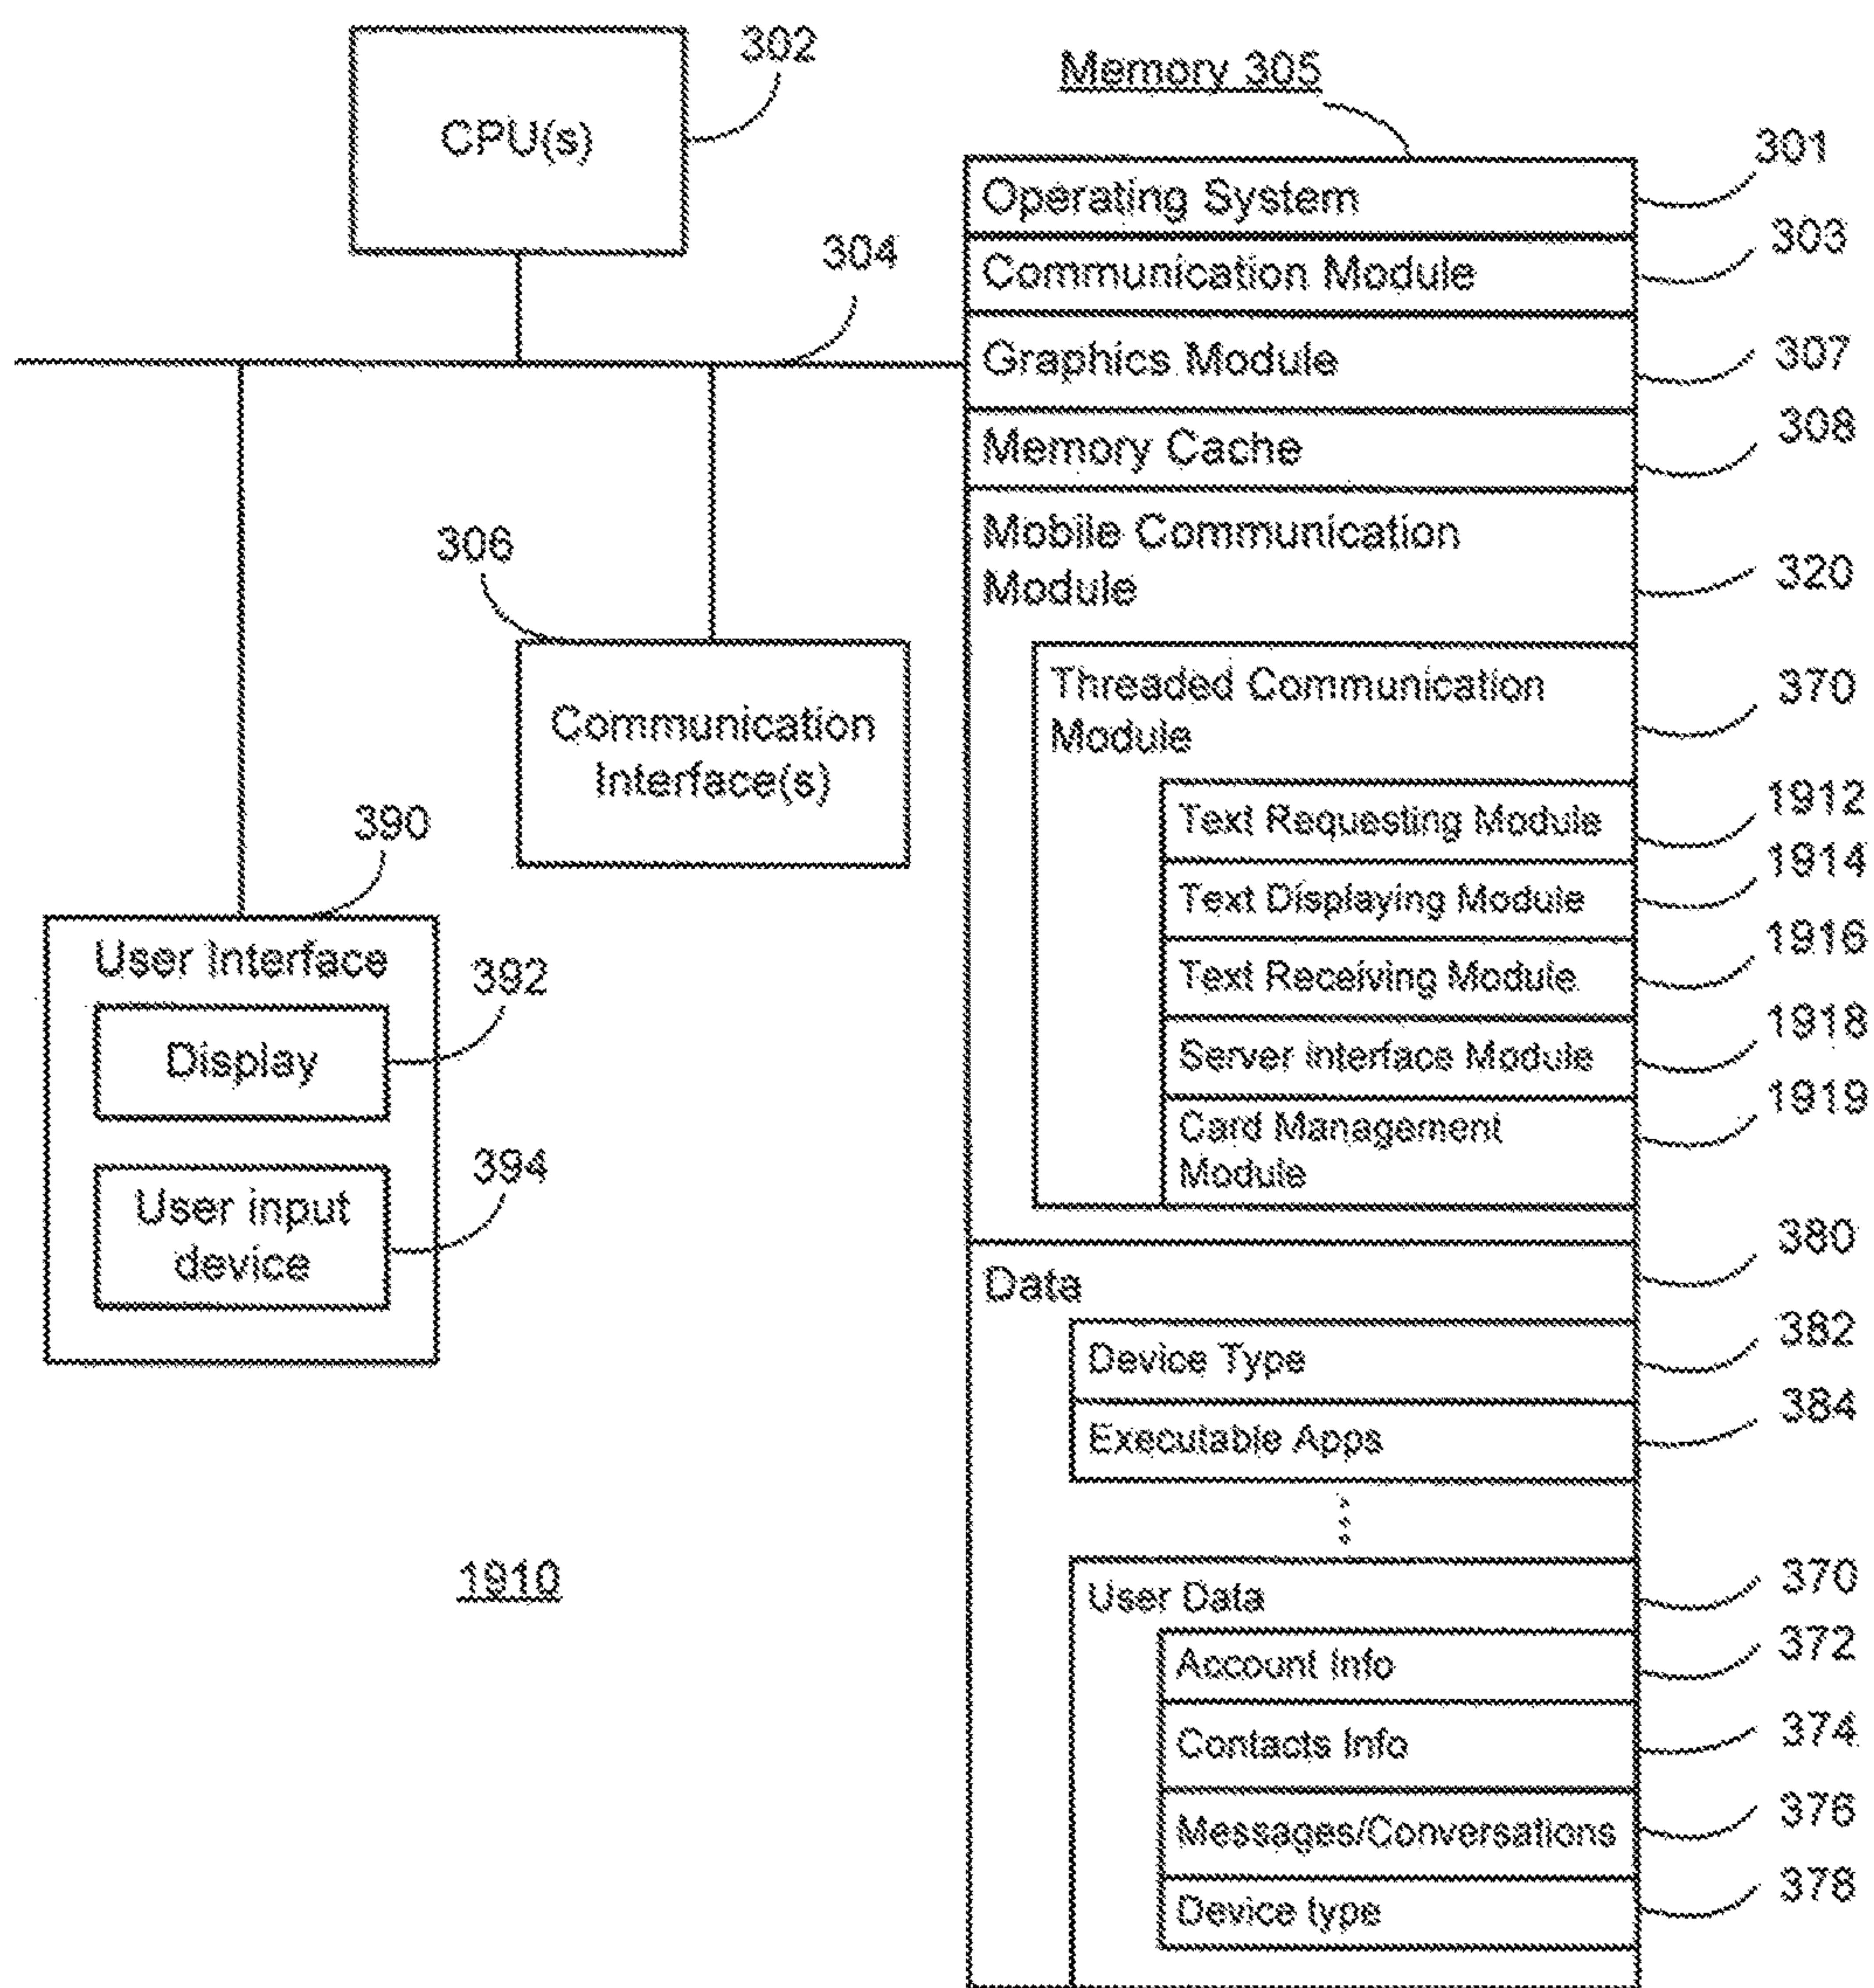 302
CPU(s)
304
306
Communication
Interface(s)
390
User Interface
392
Display
394
User input
device
1910
Memory 305
Operating System
301
Communication Module
303
Graphics Module
307
Memory Cache
308
Mobile Communication
Module
320
Threaded Communication
Module
370
Text Requesting Module
1912
Text Displaying Module
1914
Text Receiving Module
1916
Server interface Module
1918
Card Management
Module
1919
Data
380
Device Type
382
Executable Apps
384
User Data
370
Account Info
372
Contacts Info
374
Messages/Conversations
376
Device type
378